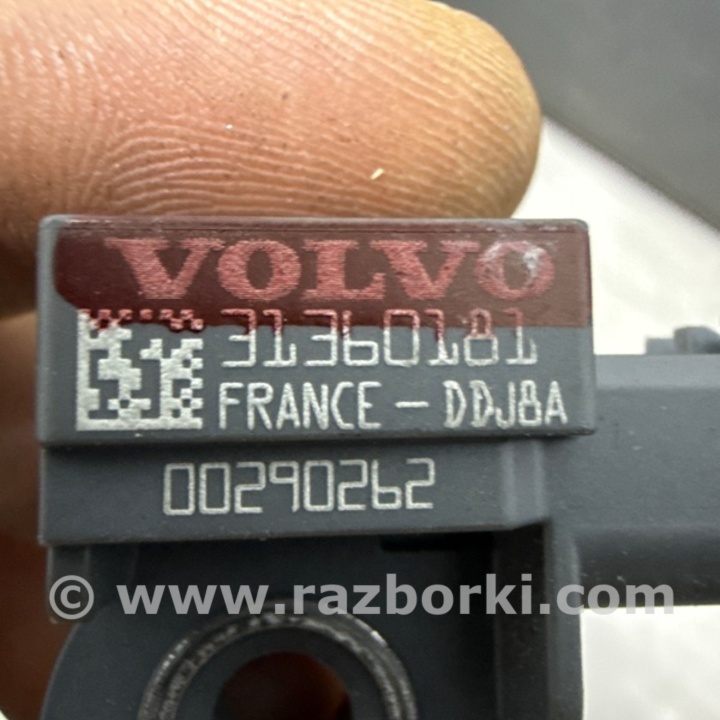 VOLVO
31360181
FRANCE - DDJ8A
00290262
© www.razborki.com